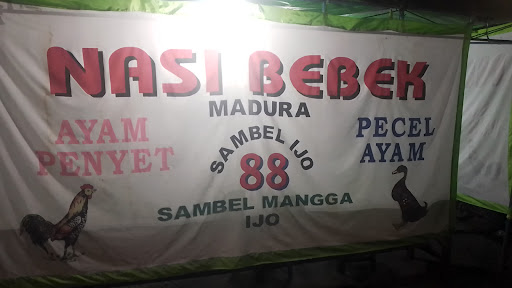 NASI BEBEK
MADURA
AYAM
PENYET
SAMBEL IJO
88
PECEL
AYAM
SAMBEL MANGGA
IJO